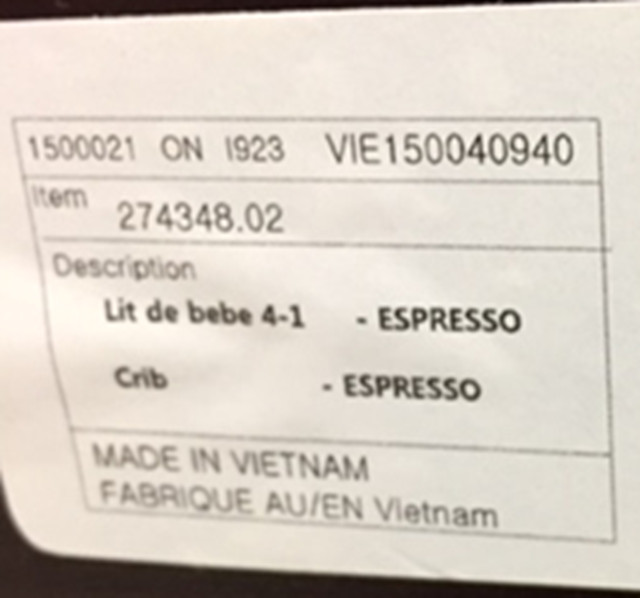 1500021 ON I923 VIE150040940
Item 274348.02
Description
Lit de bebe 4-1 - ESPRESSO
Crib - ESPRESSO
MADE IN VIETNAM
FABRIQUE AU/EN Vietnam